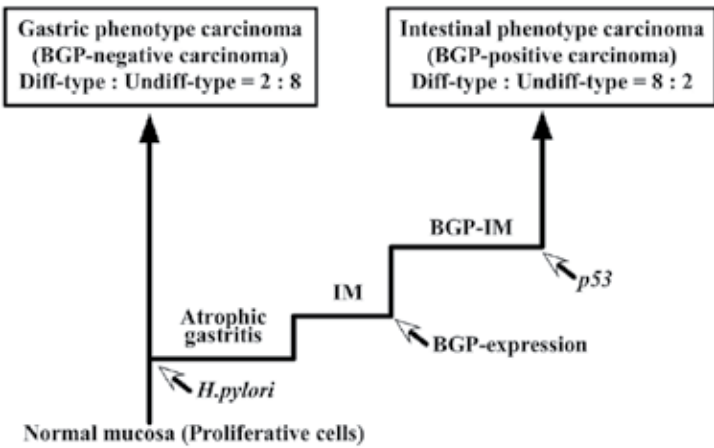 Gastric phenotype carcinoma
(BGP-negative carcinoma)
Diff-type : Undiff-type = 2 : 8
Intestinal phenotype carcinoma
(BGP-positive carcinoma)
Diff-type : Undiff-type = 8 : 2
BGP-IM
p53
IM
Atrophic
gastritis
BGP-expression
H.pylori
Normal mucosa (Proliferative cells)